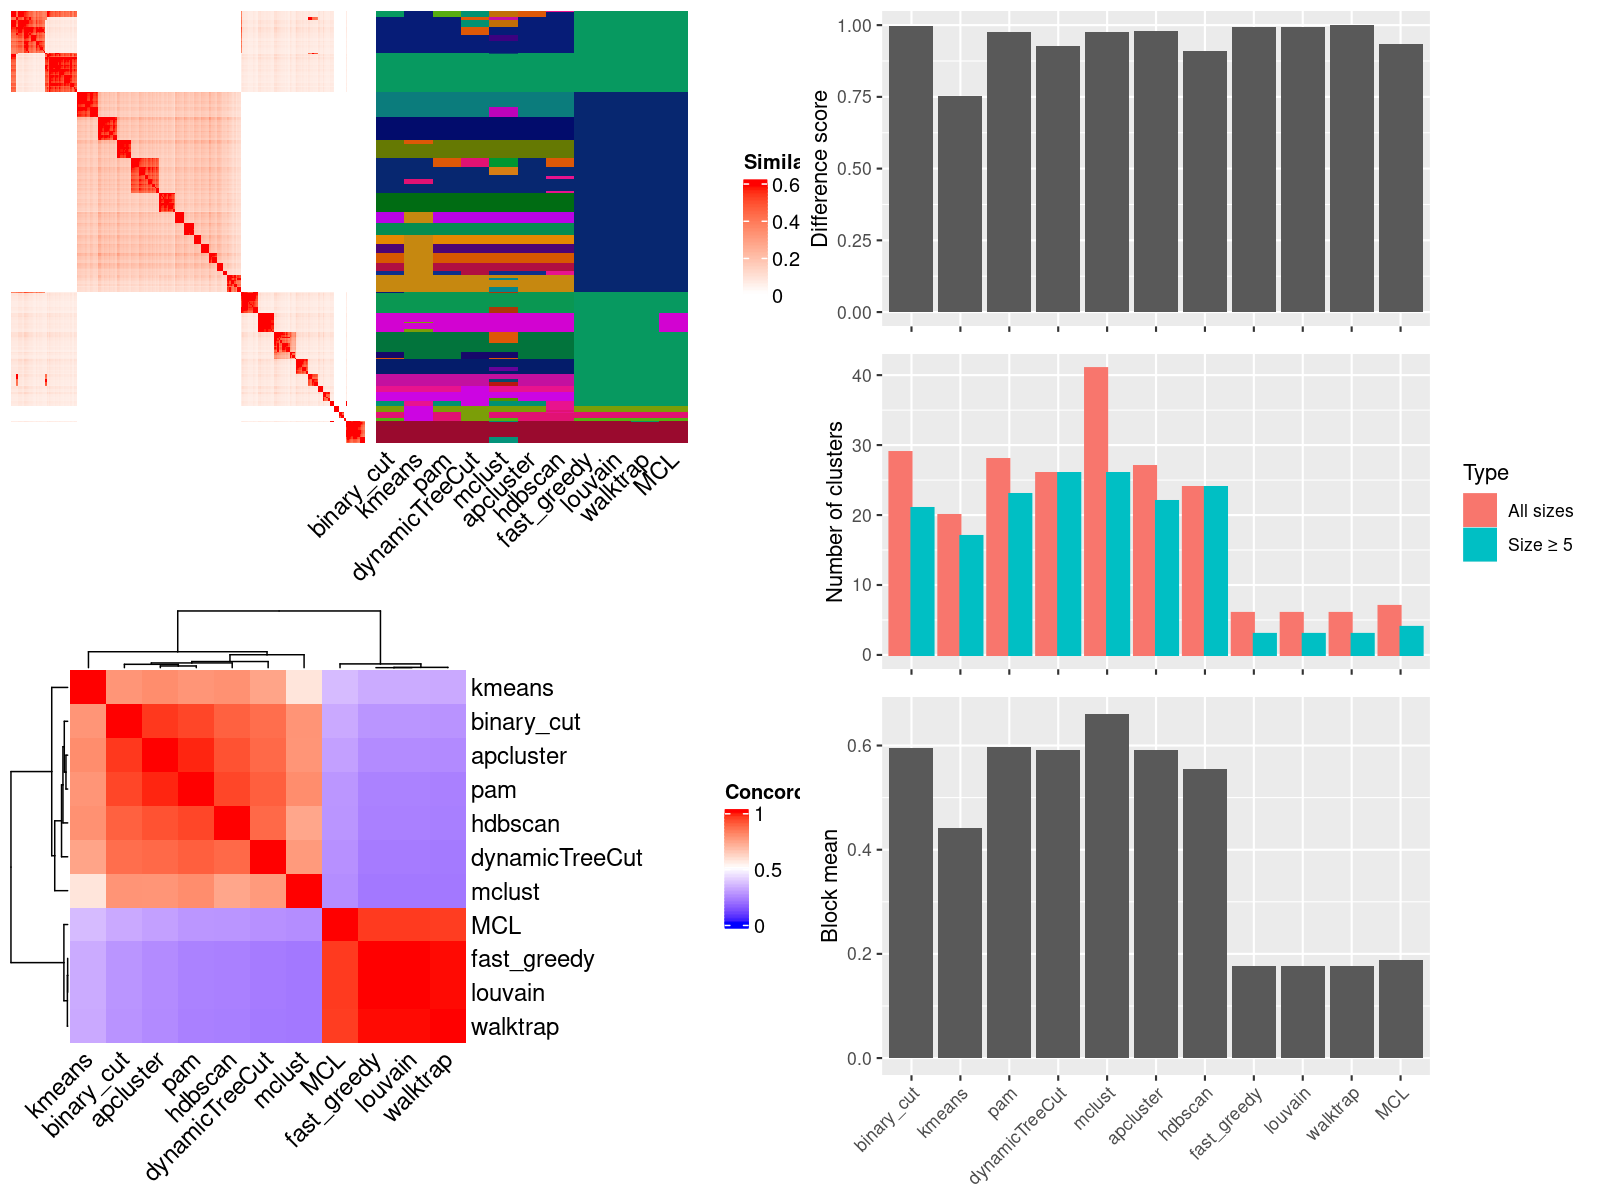 Simila
0.6
0.4
0.2
0
binary_cut
kmeans
pam
dynamicTreeCut
mclust
apcluster
hdbscan
fast_greedy
louvain
walktrap
MCL
kmeans
binary_cut
apcluster
pam
hdbscan
dynamicTreeCut
mclust
MCL
fast_greedy
louvain
walktrap
Concord
1
0.5
0
kmeans
binary_cut
apcluster
pam
hdbscan
dynamicTreeCut
mclust
MCL
fast_greedy
louvain
walktrap
Difference score
1.00
0.75
0.50
0.25
0.00
Number of clusters
40
30
20
10
0
Type
All sizes
Size ≥ 5
Block mean
0.6
0.4
0.2
0.0
binary_cut
kmeans
pam
dynamicTreeCut
mclust
apcluster
hdbscan
fast_greedy
louvain
walktrap
MCL